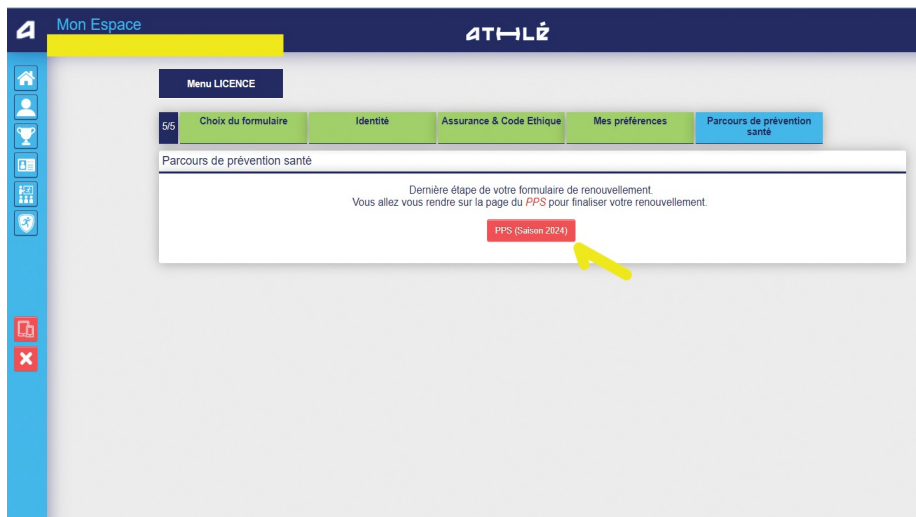 Mon Espace
ATHLÉ
Menu LICENCE
5/5
Choix du formulaire
Identité
Assurance & Code Ethique
Mes préférences
Parcours de prévention
santé
Parcours de prévention santé
Dernière étape de votre formulaire de renouvellement.
Vous allez vous rendre sur la page du PPS pour finaliser votre renouvellement.
PPS (Saison 2024)